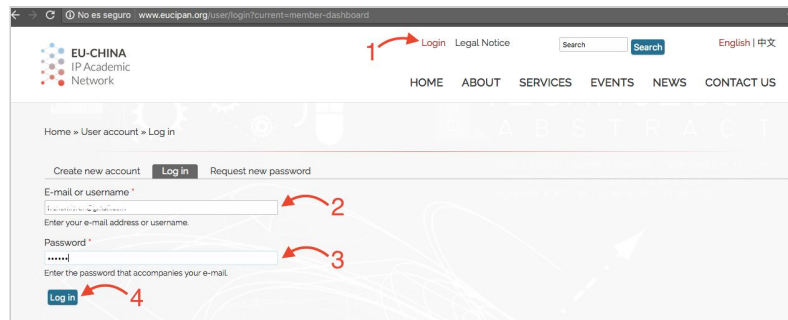 No es seguro | www.eucipan.org/user/login?current=member-dashboard
1
Login Legal Notice
Search
Search
English | 中文
EU-CHINA
IP Academic
Network
HOME ABOUT SERVICES EVENTS NEWS CONTACT US
A B S T R A C T
Home » User account » Log in
Create new account Log in Request new password
E-mail or username *
2
Enter your e-mail address or username.
Password *
••••••
3
Enter the password that accompanies your e-mail.
Log in
4